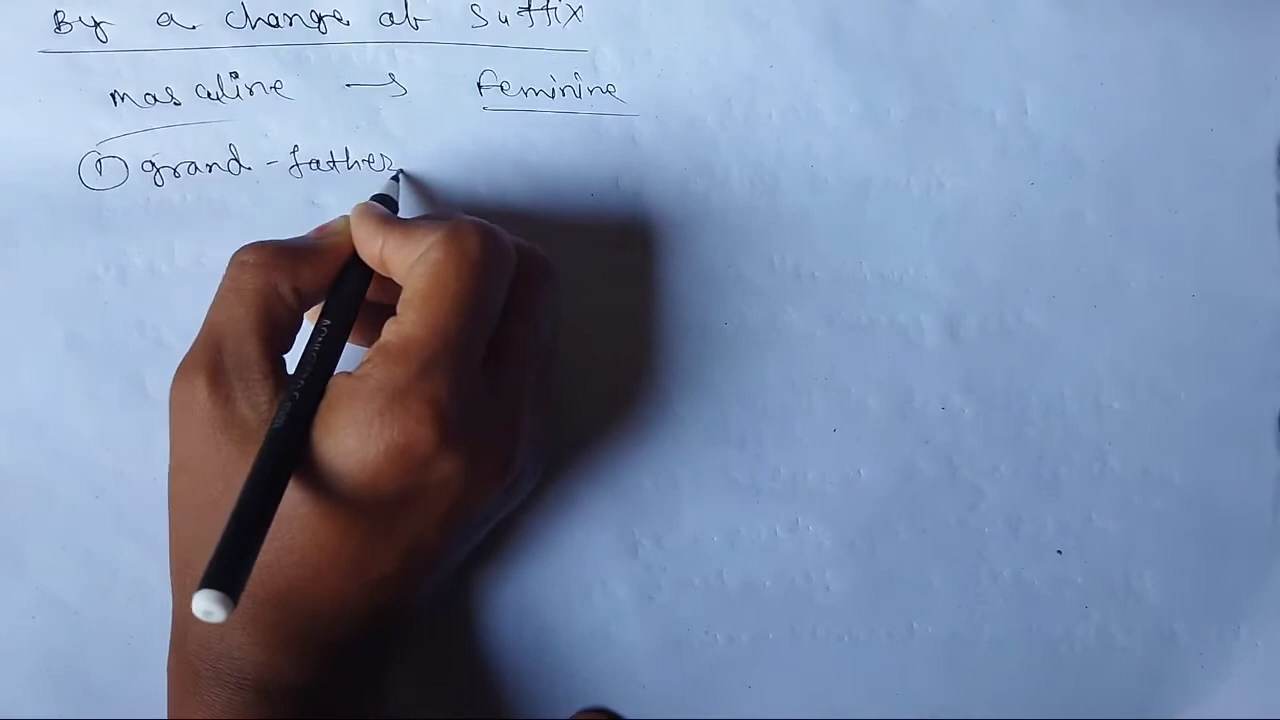 By a change of suffix
masculine → Feminine
① grand-father